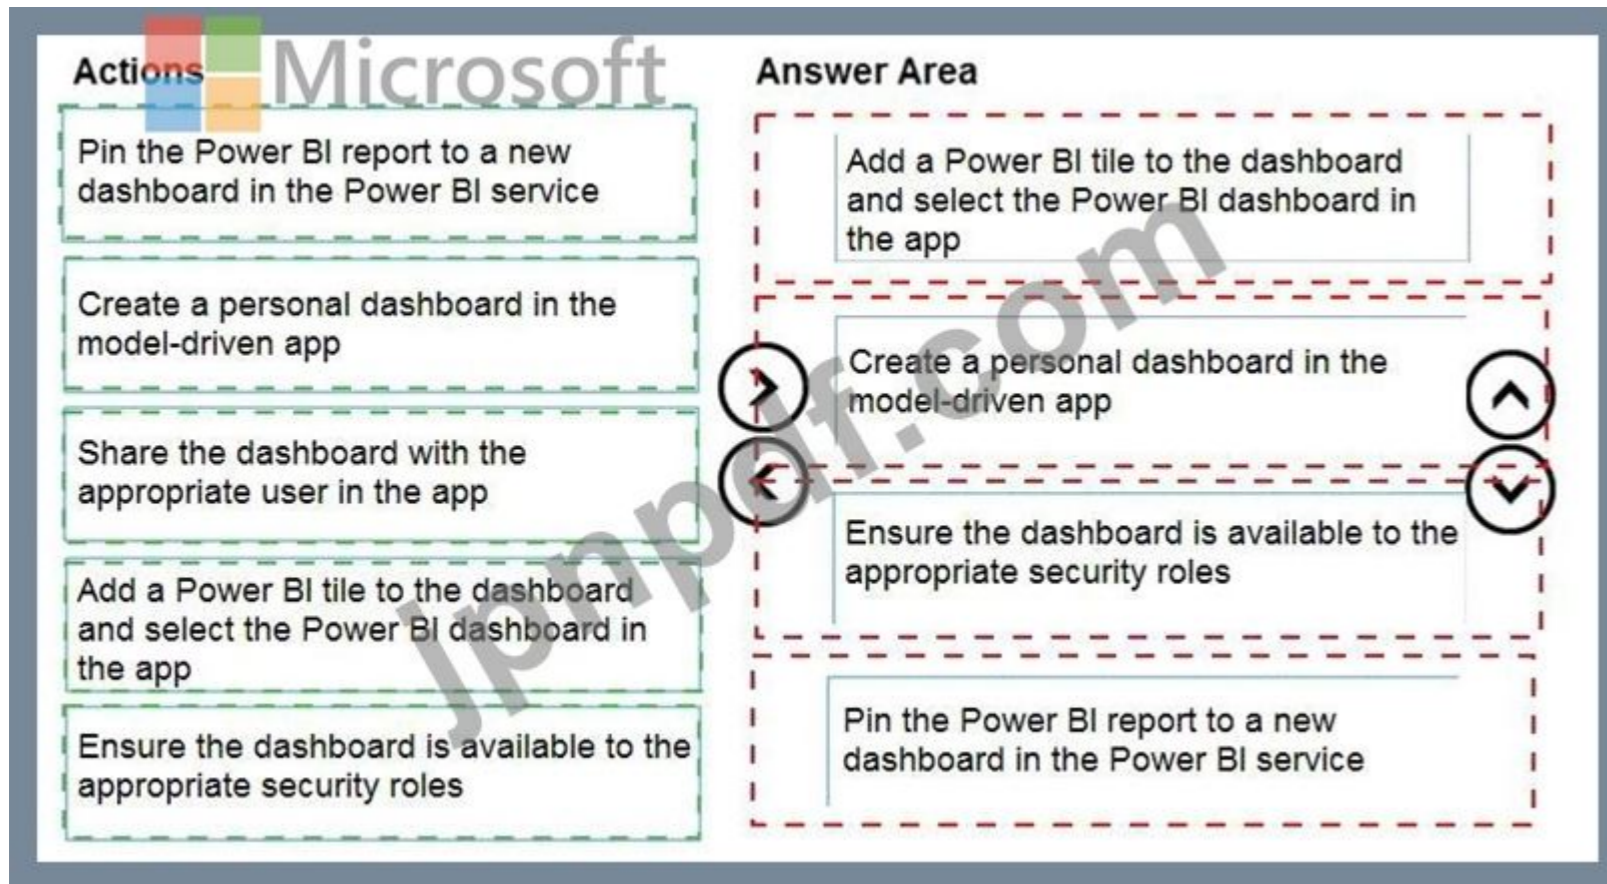 Microsoft
Actions
Pin the Power BI report to a new
dashboard in the Power BI service
Create a personal dashboard in the
model-driven app
Share the dashboard with the
appropriate user in the app
Add a Power BI tile to the dashboard
and select the Power BI dashboard in
the app
Ensure the dashboard is available to the
appropriate security roles
Answer Area
Add a Power BI tile to the dashboard
and select the Power BI dashboard in
the app
Create a personal dashboard in the
model-driven app
Ensure the dashboard is available to the
appropriate security roles
Pin the Power BI report to a new
dashboard in the Power BI service
jpnpdf.com